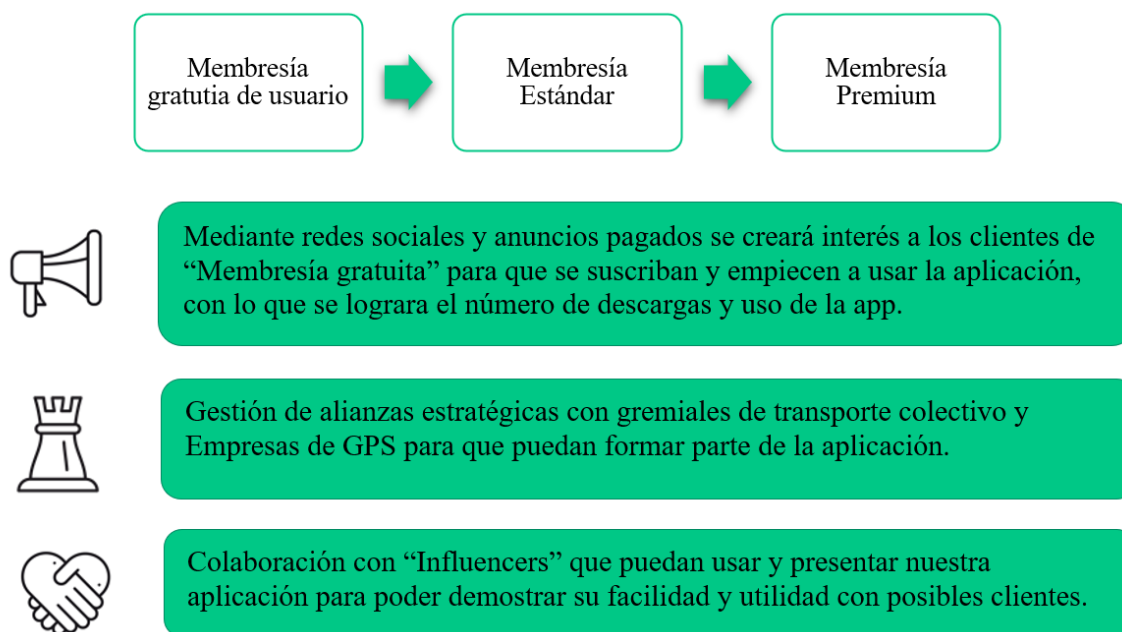 Membresía
gratutia de usuario
Membresía
Estándar
Membresía
Premium
Mediante redes sociales y anuncios pagados se creará interés a los clientes de
“Membresía gratuita” para que se suscriban y empiecen a usar la aplicación,
con lo que se lograra el número de descargas y uso de la app.
Gestión de alianzas estratégicas con gremiales de transporte colectivo y
Empresas de GPS para que puedan formar parte de la aplicación.
Colaboración con “Influencers” que puedan usar y presentar nuestra
aplicación para poder demostrar su facilidad y utilidad con posibles clientes.